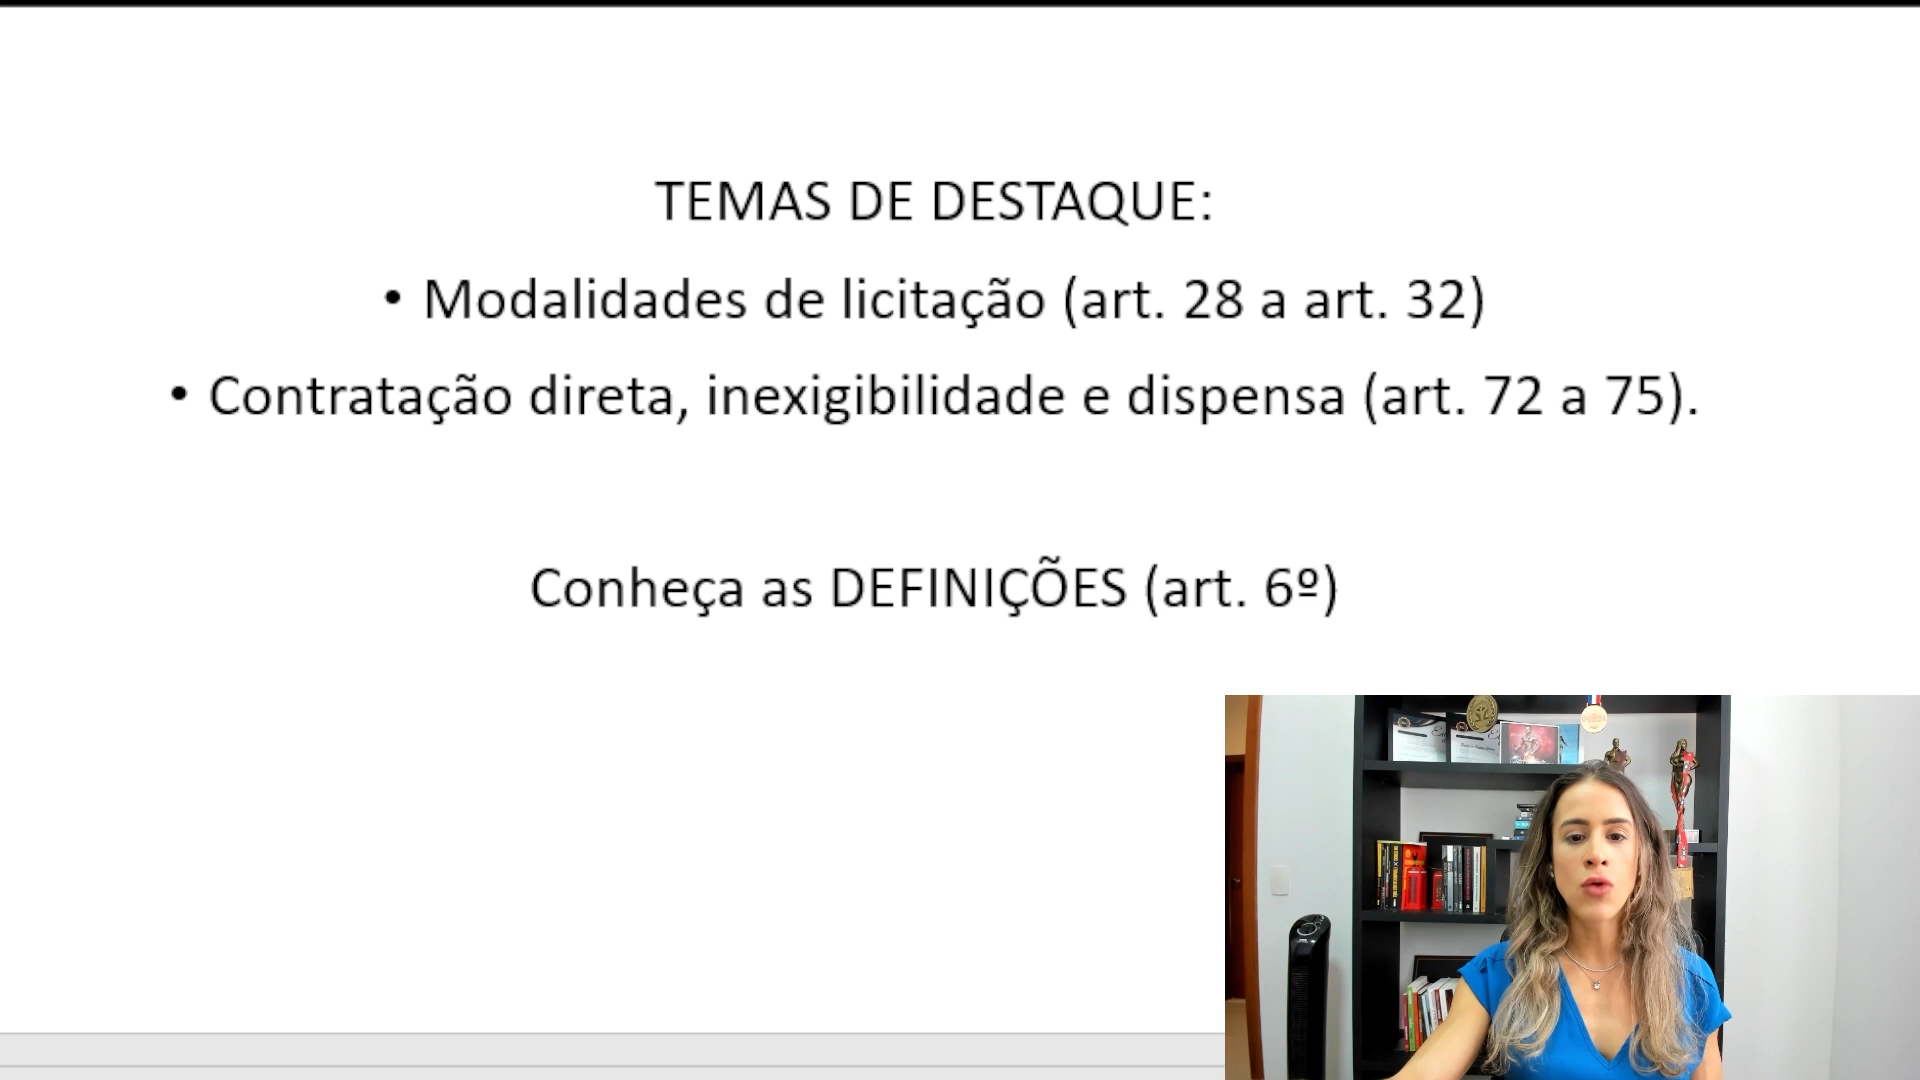 TEMAS DE DESTAQUE:
• Modalidades de licitação (art. 28 a art. 32)
• Contratação direta, inexigibilidade e dispensa (art. 72 a 75).
Conheça as DEFINIÇÕES (art. 6º)